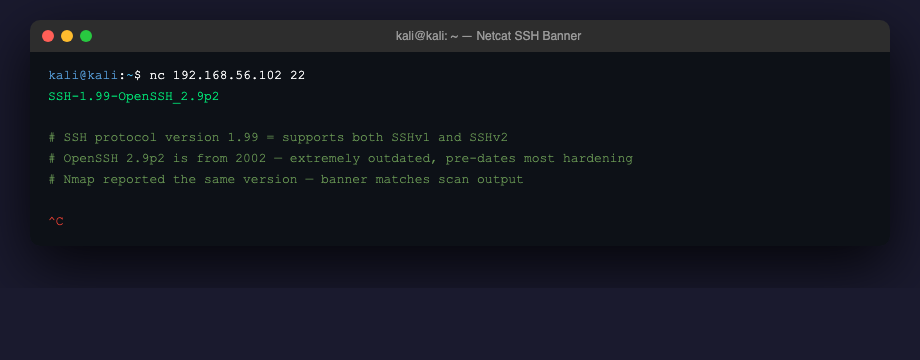 kali@kali: ~ — Netcat SSH Banner
kali@kali:~$ nc 192.168.56.102 22
SSH-1.99-OpenSSH_2.9p2
# SSH protocol version 1.99 = supports both SSHv1 and SSHv2
# OpenSSH 2.9p2 is from 2002 — extremely outdated, pre-dates most hardening
# Nmap reported the same version — banner matches scan output
^C